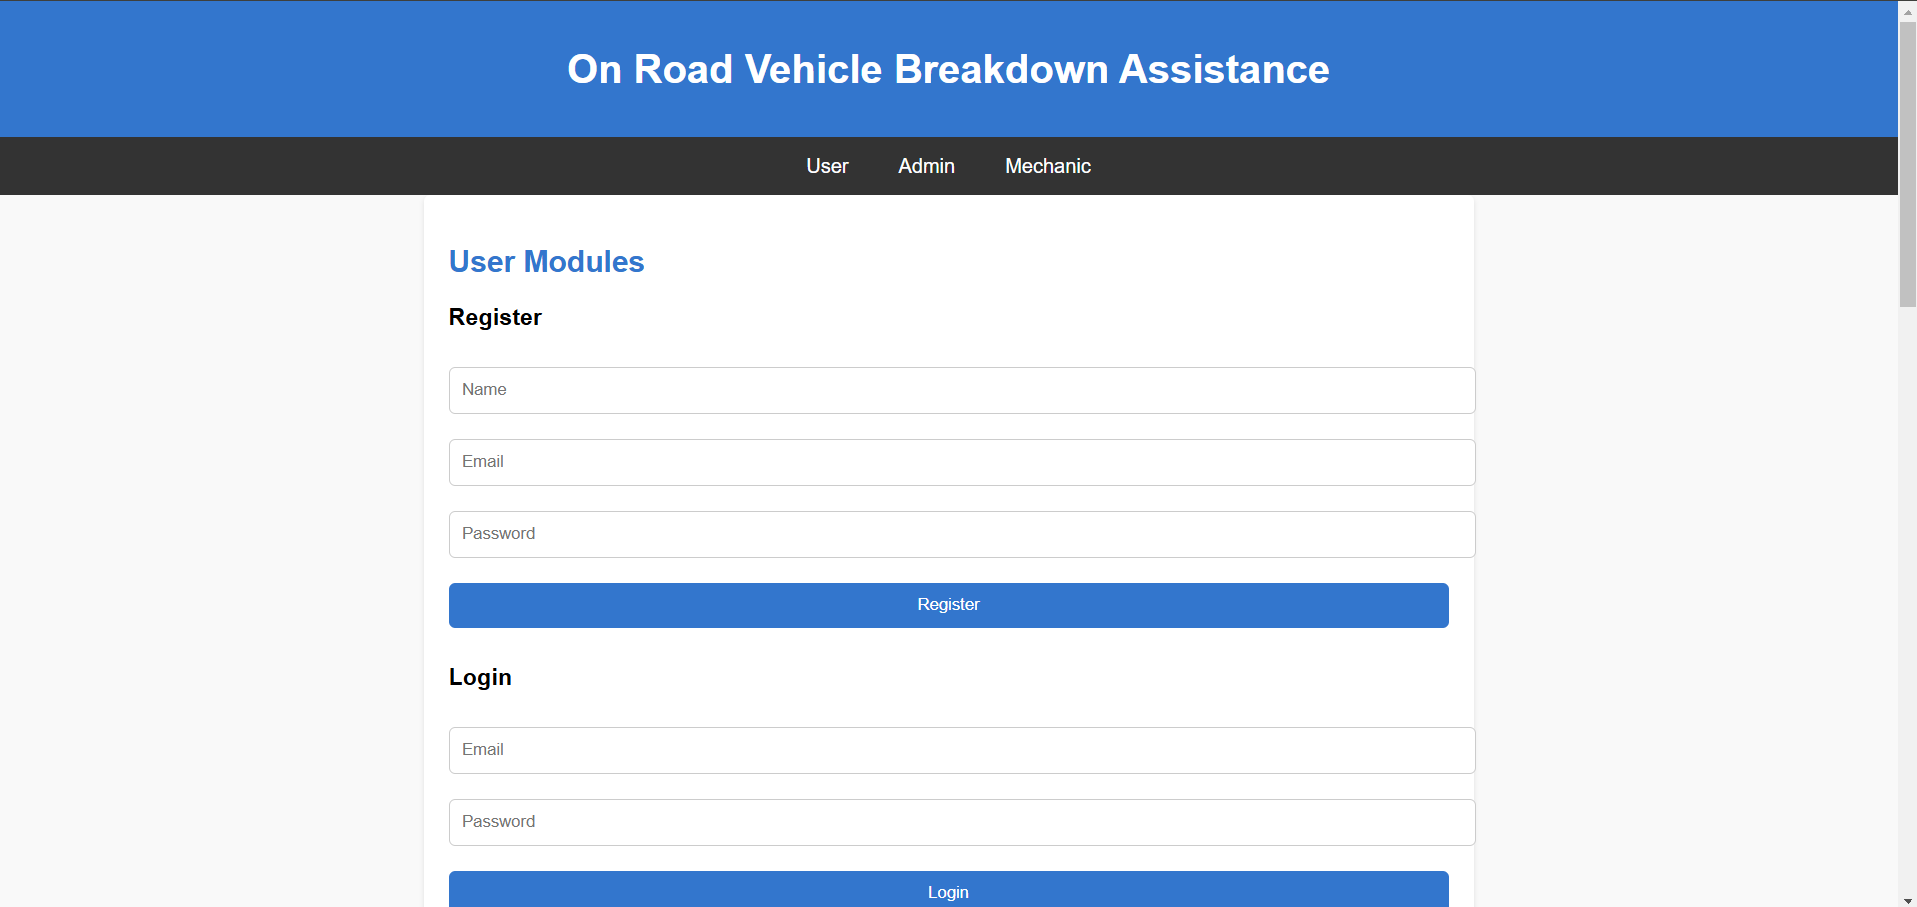 On Road Vehicle Breakdown Assistance
User Admin Mechanic
User Modules
Register
Name
Email
Password
Register
Login
Email
Password
Login